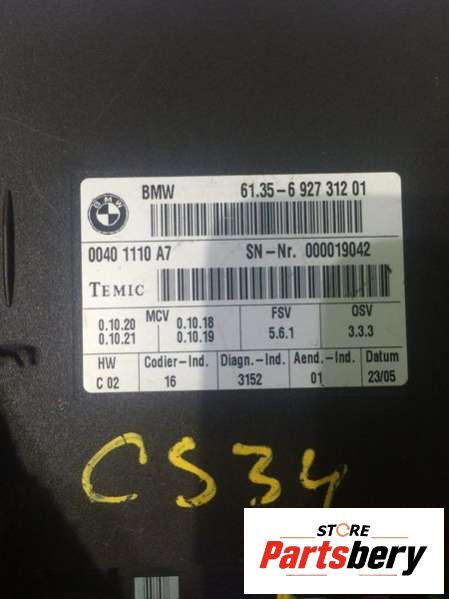 BMW
BMW 61.35-6 927 312 01
0040 1110 A7 SN-Nr. 000019042
TEMIC
MCV FSV OSV
0.10.20 0.10.18
0.10.21 0.10.19 5.6.1 3.3.3
HW Codier-Ind. Diagn.-Ind. Aend.-Ind. Datum
C 02 16 3152 01 23/05
CS34
STORE
Partsbery